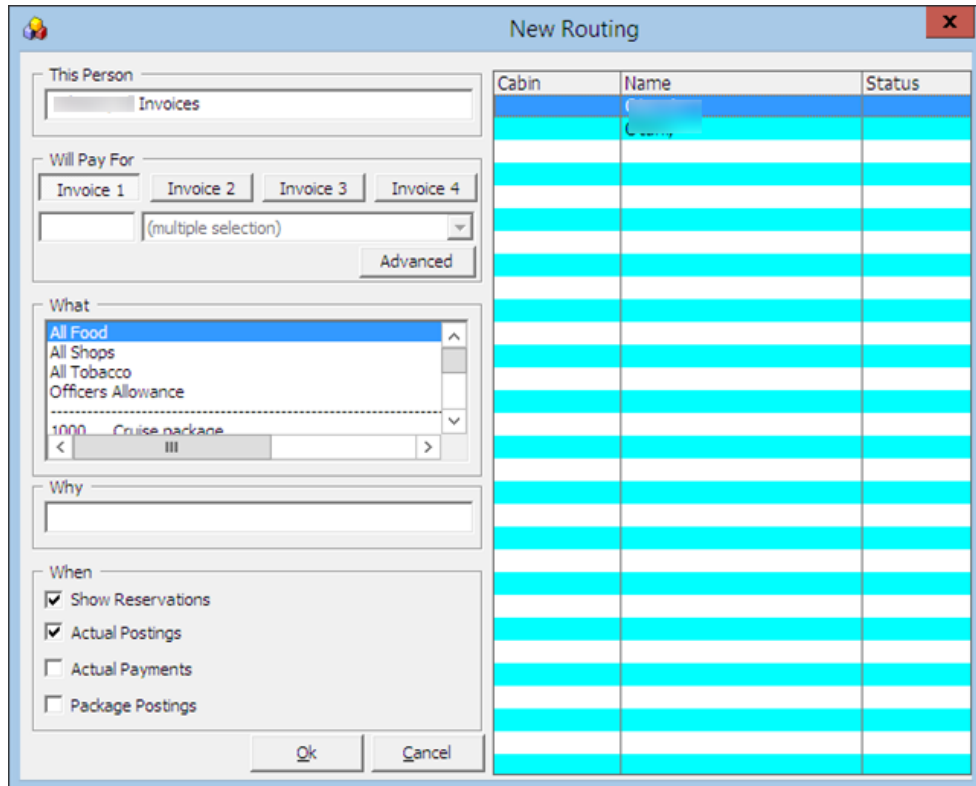 New Routing
x
This Person
Invoices
Will Pay For
Invoice 1 Invoice 2 Invoice 3 Invoice 4
(multiple selection)
Advanced
What
All Food
All Shops
All Tobacco
Officers Allowance
1000 Cruise package
Why
When
Show Reservations
Actual Postings
Actual Payments
Package Postings
Ok Cancel
Cabin Name Status